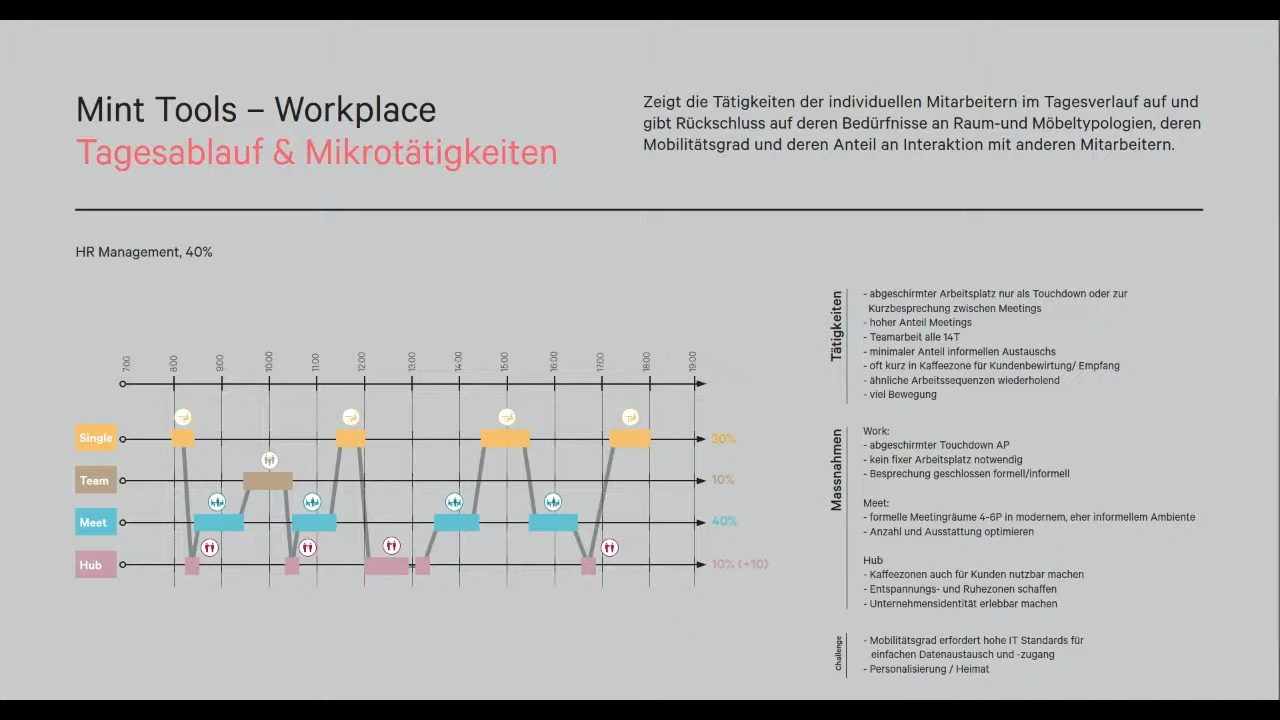 Mint Tools – Workplace
Tagesablauf & Mikrotätigkeiten
Zeigt die Tätigkeiten der individuellen Mitarbeitern im Tagesverlauf auf und
gibt Rückschluss auf deren Bedürfnisse an Raum-und Möbeltypologien, deren
Mobilitätsgrad und deren Anteil an Interaktion mit anderen Mitarbeitern.
HR Management, 40%
7:00 8:00 9:00 10:00 11:00 12:00 13:00 14:00 15:00 16:00 17:00 18:00 19:00
Single 30%
Team 10%
Meet 40%
Hub 10% (+10)
Tätigkeiten
- abgeschirmter Arbeitsplatz nur als Touchdown oder zur
Kurzbesprechung zwischen Meetings
- hoher Anteil Meetings
- Teamarbeit alle 14T
- minimaler Anteil informellen Austauschs
- oft kurz in Kaffeezone für Kundenbewirtung/ Empfang
- ähnliche Arbeitssequenzen wiederholend
- viel Bewegung
Massnahmen
Work:
- abgeschirmter Touchdown AP
- kein fixer Arbeitsplatz notwendig
- Besprechung geschlossen formell/informell
Meet:
- formelle Meetingräume 4-6P in modernem, eher informellem Ambiente
- Anzahl und Ausstattung optimieren
Hub
- Kaffeezonen auch für Kunden nutzbar machen
- Entspannungs- und Ruhezonen schaffen
- Unternehmensidentität erlebbar machen
Challenge
- Mobilitätsgrad erfordert hohe IT Standards für
einfachen Datenaustausch und -zugang
- Personalisierung / Heimat